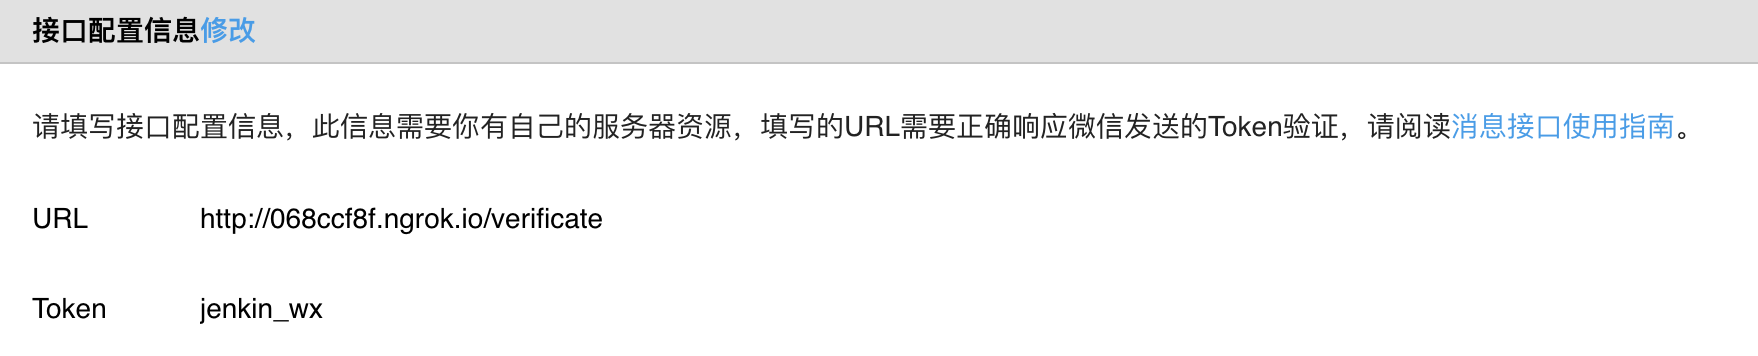 接口配置信息修改
请填写接口配置信息，此信息需要你有自己的服务器资源，填写的URL需要正确响应微信发送的Token验证，请阅读消息接口使用指南。
URL http://068ccf8f.ngrok.io/verificate
Token jenkin_wx